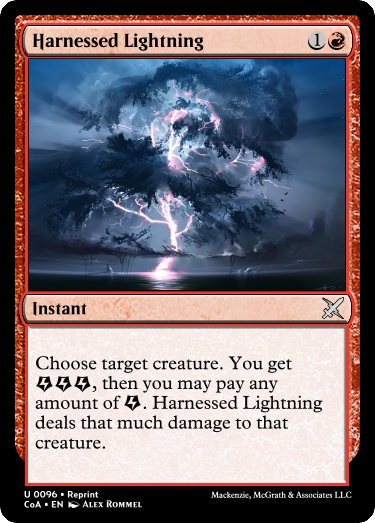 Harnessed Lightning 1
Instant
Choose target creature. You get
, then you may pay any
amount of . Harnessed Lightning
deals that much damage to that
creature.
U 0096 • Reprint
CoA • EN Alex Rommel
Mackenzie, McGrath & Associates LLC